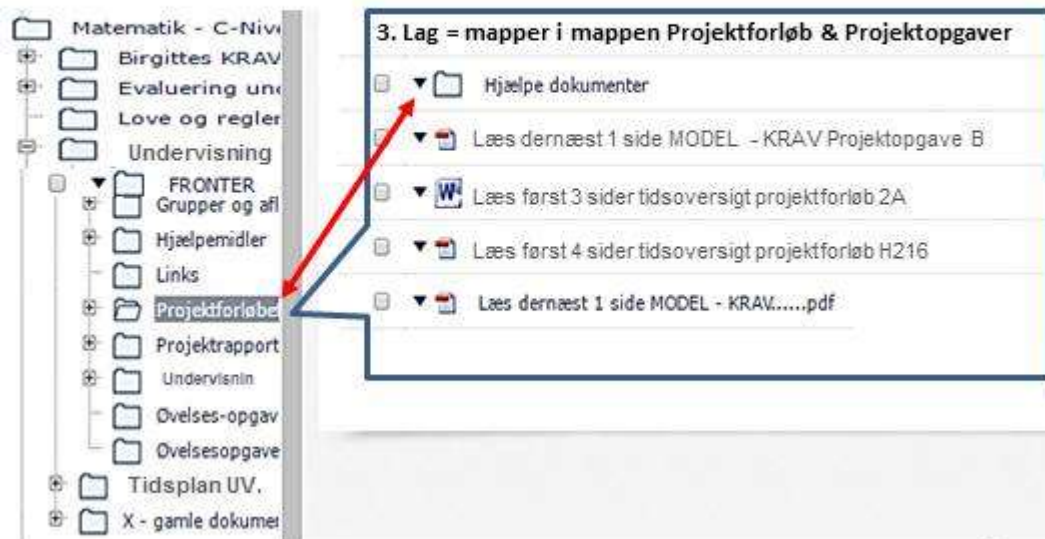 Matematik - C-Nive
Birgittes KRAV
Evaluering und
Love og regler
Undervisning
FRONTER
Grupper og afl
Hjælpemidler
Links
Projektforløbe
Projektrapport
Undervisnin
Øvelses-opgav
Øvelsesopgave
Tidsplan UV.
X - gamle dokumer
3. Lag = mapper i mappen Projektforløb & Projektopgaver
Hjælpe dokumenter
Læs dernæst 1 side MODEL - KRAV Projektopgave B
Læs først 3 sider tidsoversigt projektforløb 2A
Læs først 4 sider tidsoversigt projektforløb H216
Læs dernæst 1 side MODEL - KRAV......pdf